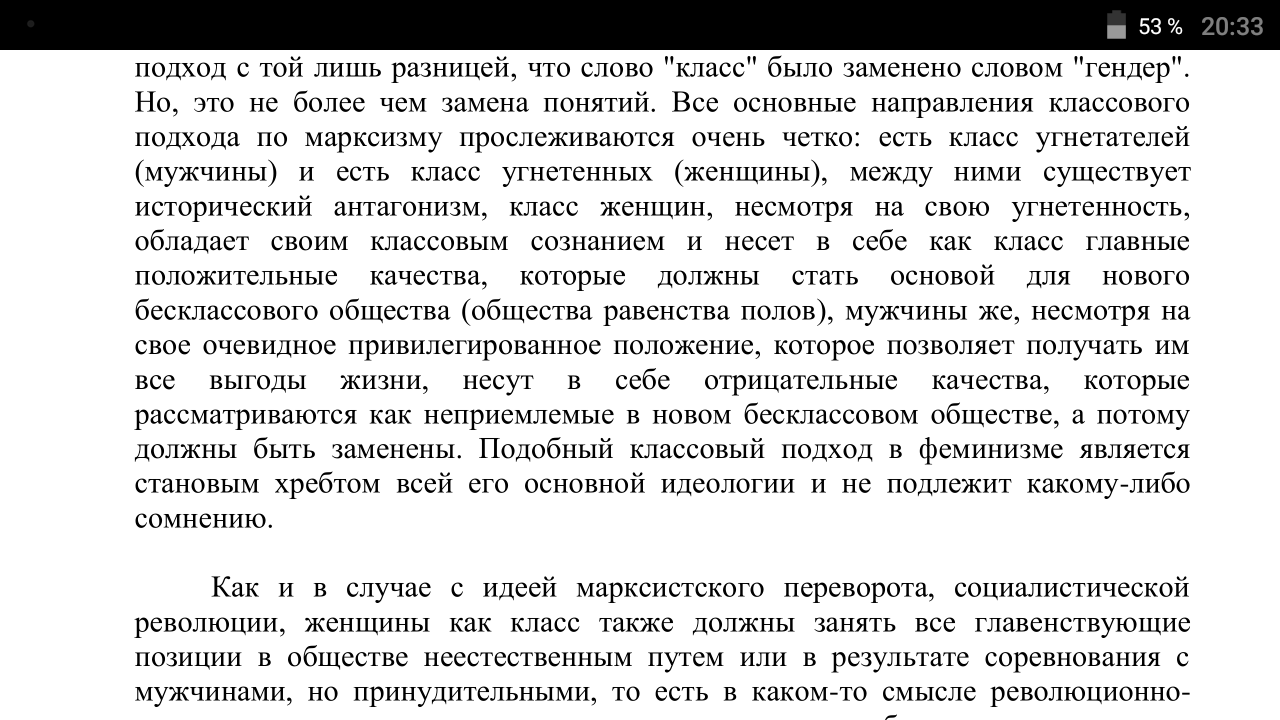 53 % 20:33
подход с той лишь разницей, что слово "класс" было заменено словом "гендер".
Но, это не более чем замена понятий. Все основные направления классового
подхода по марксизму прослеживаются очень четко: есть класс угнетателей
(мужчины) и есть класс угнетенных (женщины), между ними существует
исторический антагонизм, класс женщин, несмотря на свою угнетенность,
обладает своим классовым сознанием и несет в себе как класс главные
положительные качества, которые должны стать основой для нового
бесклассового общества (общества равенства полов), мужчины же, несмотря на
свое очевидное привилегированное положение, которое позволяет получать им
все выгоды жизни, несут в себе отрицательные качества, которые
рассматриваются как неприемлемые в новом бесклассовом обществе, а потому
должны быть заменены. Подобный классовый подход в феминизме является
становым хребтом всей его основной идеологии и не подлежит какому-либо
сомнению.
Как и в случае с идеей марксистского переворота, социалистической
революции, женщины как класс также должны занять все главенствующие
позиции в обществе неестественным путем или в результате соревнования с
мужчинами, но принудительными, то есть в каком-то смысле революционно-